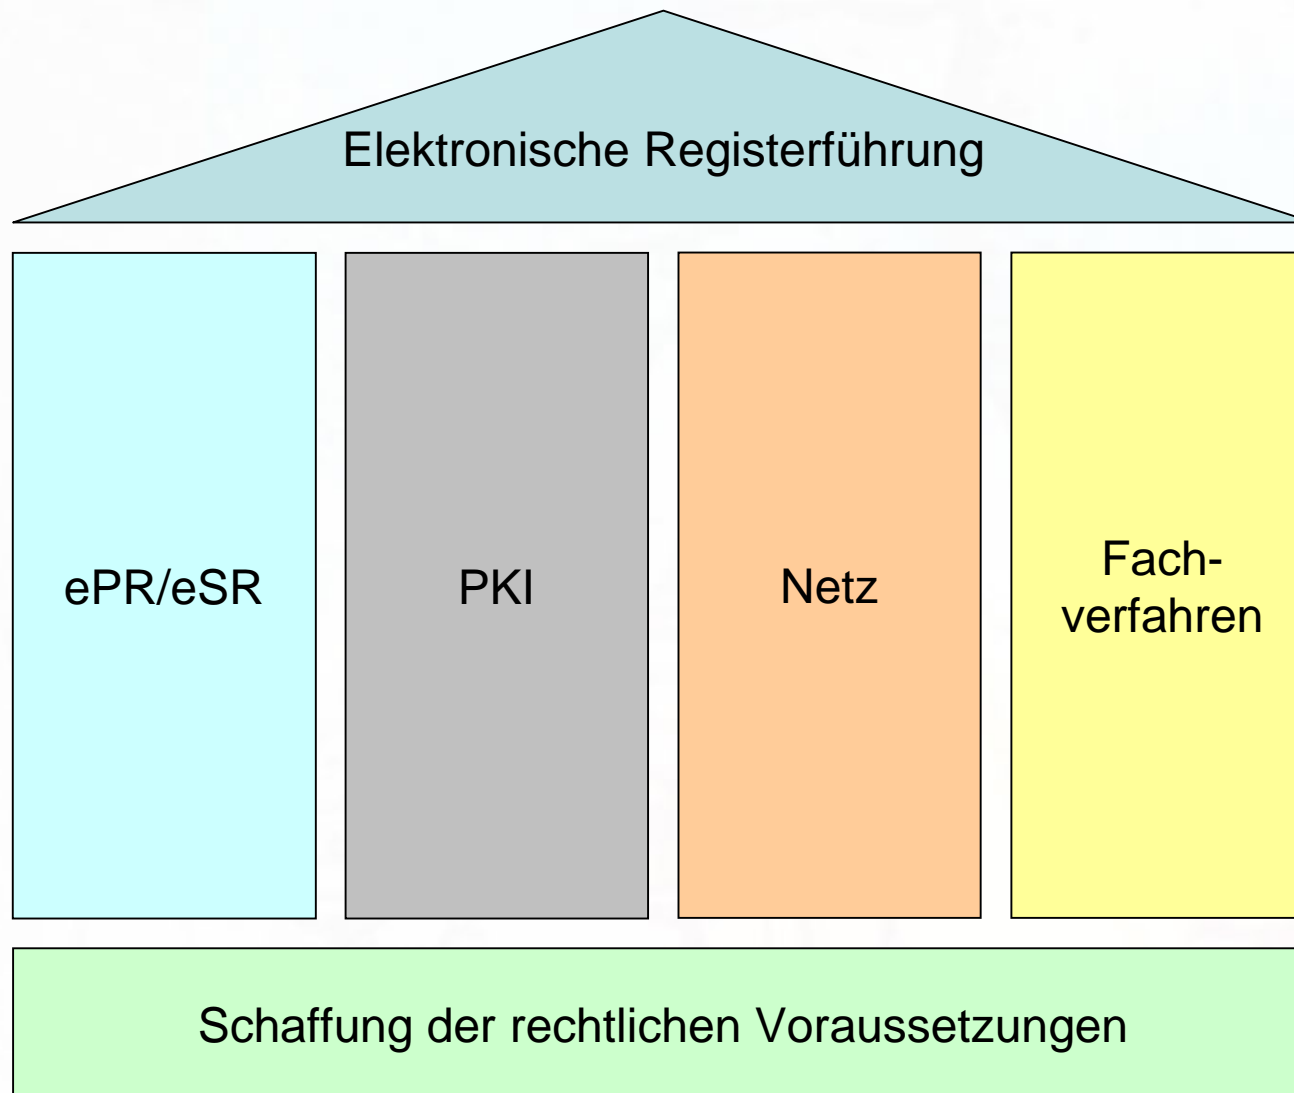 Elektronische Registerführung
ePR/eSR
PKI
Netz
Fach-
verfahren
Schaffung der rechtlichen Voraussetzungen